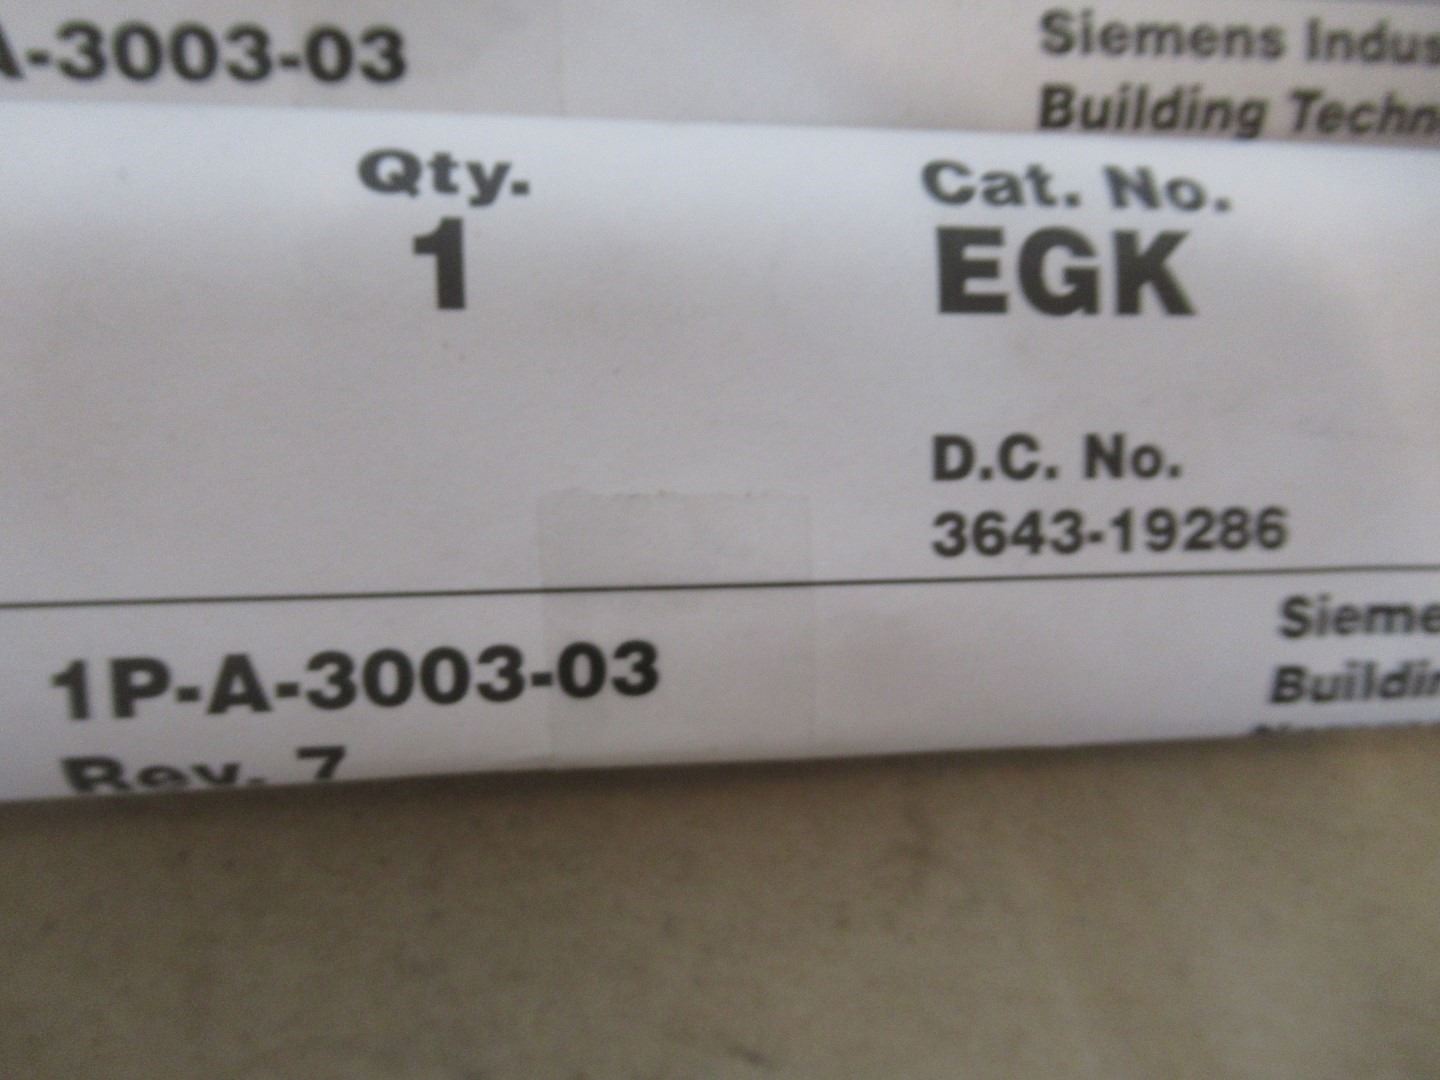 A-3003-03
Siemens Indus
Building Techn
Qty.
1
Cat. No.
EGK
D.C. No.
3643-19286
1P-A-3003-03
Rev. 7
Sieme
Buildin